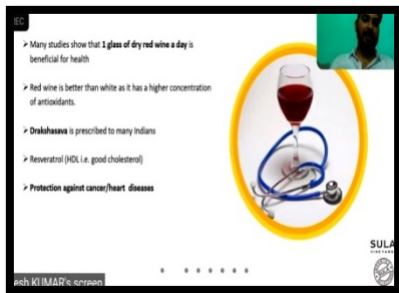 REC
➢ Many studies show that 1 glass of dry red wine a day is
beneficial for health
➢ Red wine is better than white as it has a higher concentration
of antioxidants.
➢ Drakshasava is prescribed to many Indians
➢ Resveratrol (HDL i.e. good cholesterol)
➢ Protection against cancer/heart diseases
SULA
VINEYARDS
esh KUMAR's screen